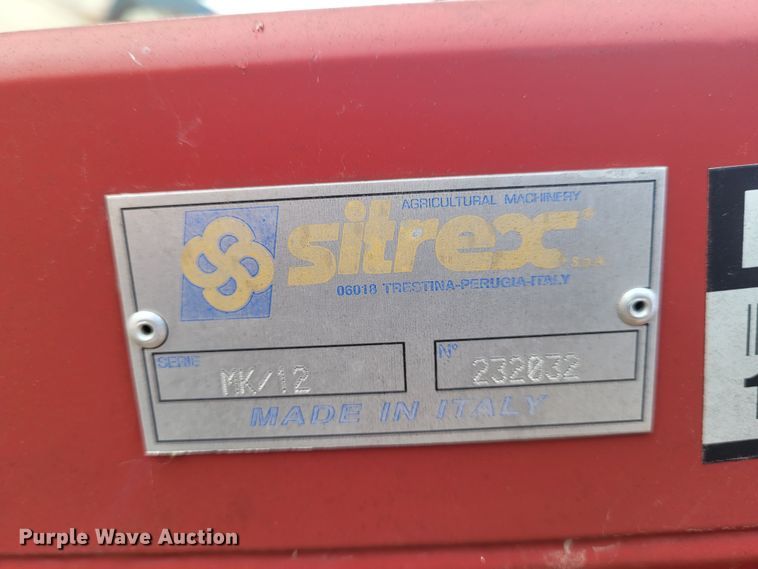 AGRICULTURAL MACHINERY
sitrex®
S.p.A.
06018 TRESTINA-PERUGIA-ITALY
SERIE MK/12
N° 232032
MADE IN ITALY
Purple Wave Auction